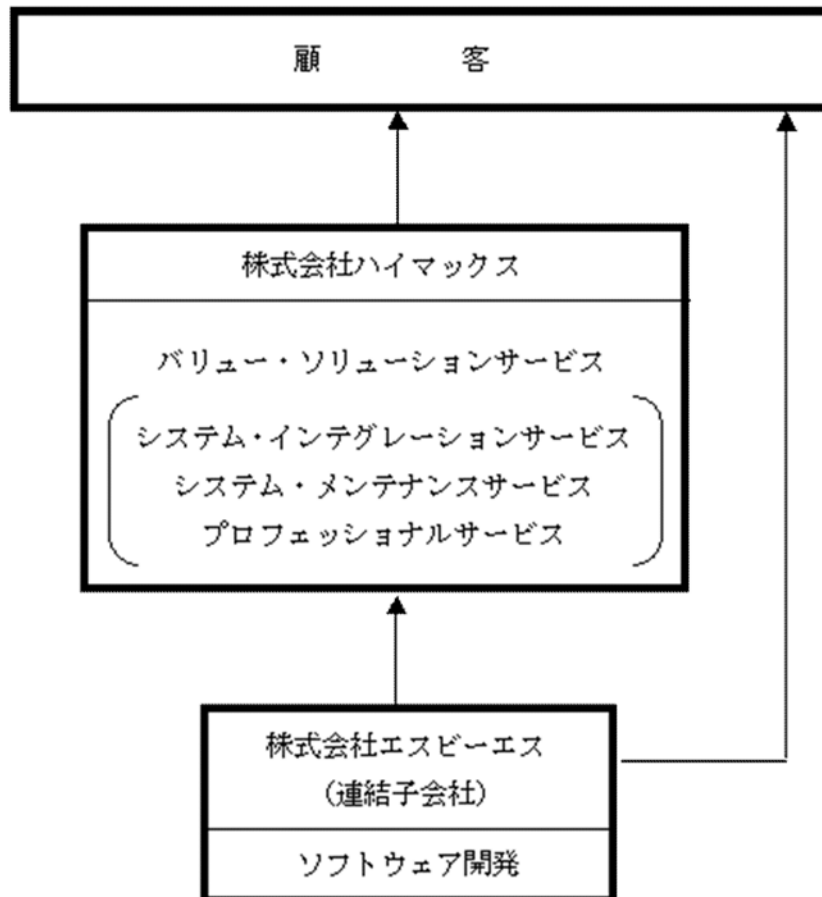 顧 客
株式会社ハイマックス
バリュー・ソリューションサービス
システム・インテグレーションサービス
システム・メンテナンスサービス
プロフェッショナルサービス
株式会社エスビーエス
(連結子会社)
ソフトウェア開発